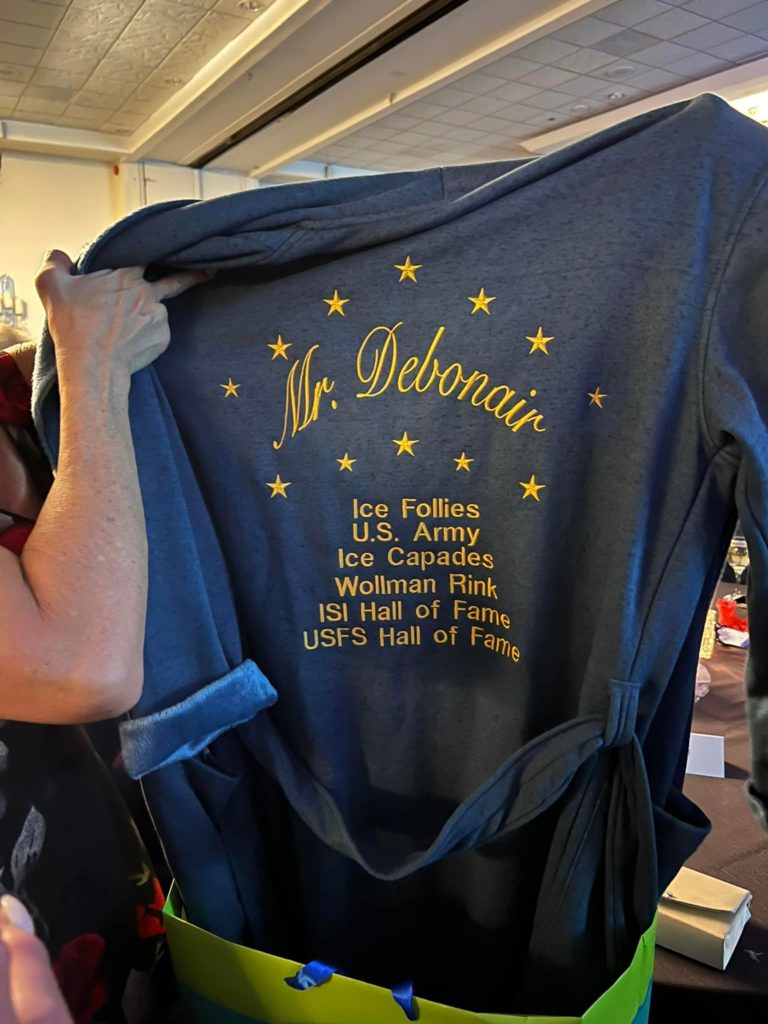 Mr. Debonair
Ice Follies
U.S. Army
Ice Capades
Wollman Rink
ISI Hall of Fame
USFS Hall of Fame